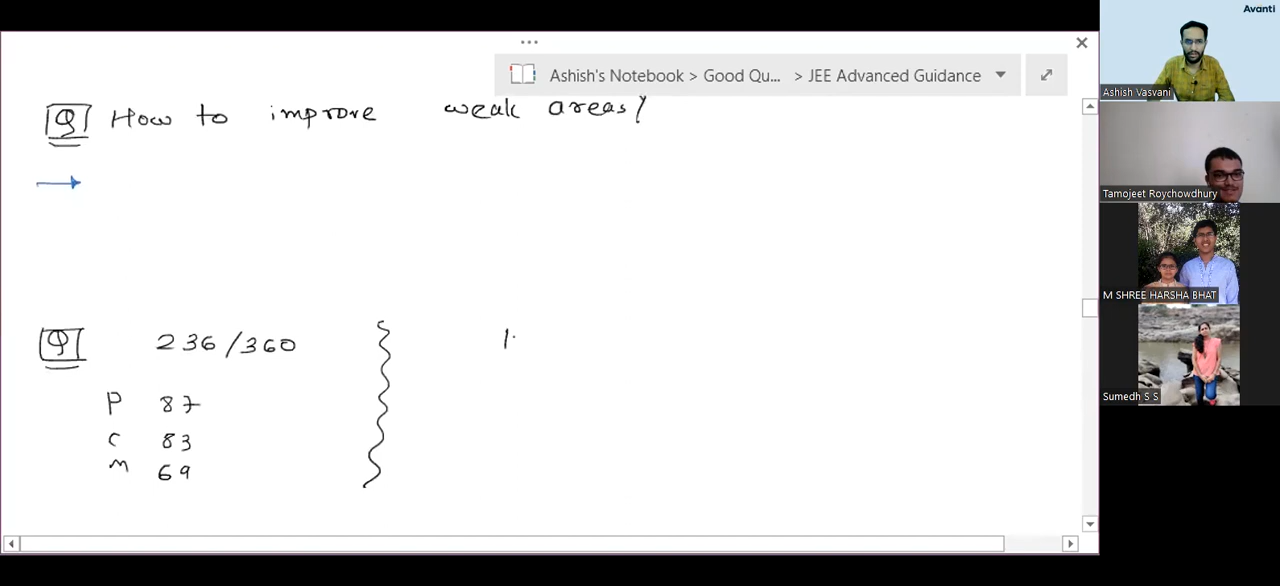 Avanti
Ashish's Notebook > Good Qu... > JEE Advanced Guidance
Q How to improve weak areas?
Q 236/360
P 87
C 83
M 69
1.
Ashish Vasvani
Tamojeet Roychowdhury
M SHREE HARSHA BHAT
Sumedh S S